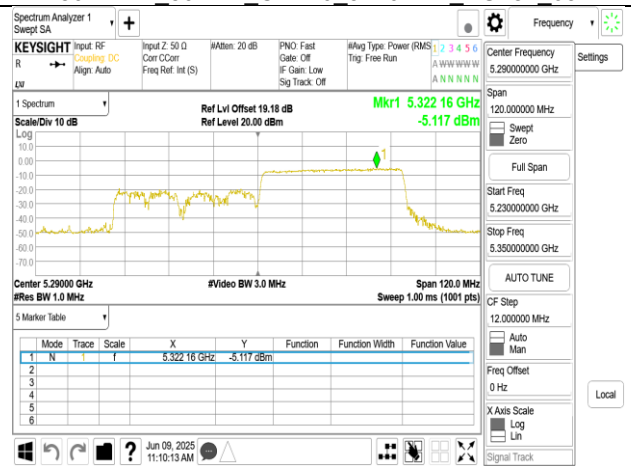 Spectrum Analyzer 1
Swept SA
Frequency
KEYSIGHT
R
Input: RF
Coupling: DC
Align: Auto
Input Z: 50 Ω
Corr CCorr
Freq Ref: Int (S)
#Atten: 20 dB
PNO: Fast
Gate: Off
IF Gain: Low
Sig Track: Off
#Avg Type: Power (RMS
Trig: Free Run
1 2 3 4 5 6
A W W W W W
A N N N N N
LXI
1 Spectrum
Scale/Div 10 dB
Ref Lvl Offset 19.18 dB
Ref Level 20.00 dBm
Mkr1 5.322 16 GHz
-5.117 dBm
Log
10.0
0.00
-10.0
-20.0
-30.0
-40.0
-50.0
-60.0
-70.0
1
Center 5.29000 GHz
#Res BW 1.0 MHz
#Video BW 3.0 MHz
Span 120.0 MHz
Sweep 1.00 ms (1001 pts)
5 Marker Table
Mode Trace Scale X Y Function Function Width Function Value
1 N 1 f 5.322 16 GHz -5.117 dBm
2
3
4
5
6
Jun 09, 2025
11:10:13 AM
Center Frequency
5.290000000 GHz
Span
120.000000 MHz
Swept
Zero
Full Span
Start Freq
5.230000000 GHz
Stop Freq
5.350000000 GHz
AUTO TUNE
CF Step
12.000000 MHz
Auto
Man
Freq Offset
0 Hz
X Axis Scale
Log
Lin
Signal Track
Settings
Local